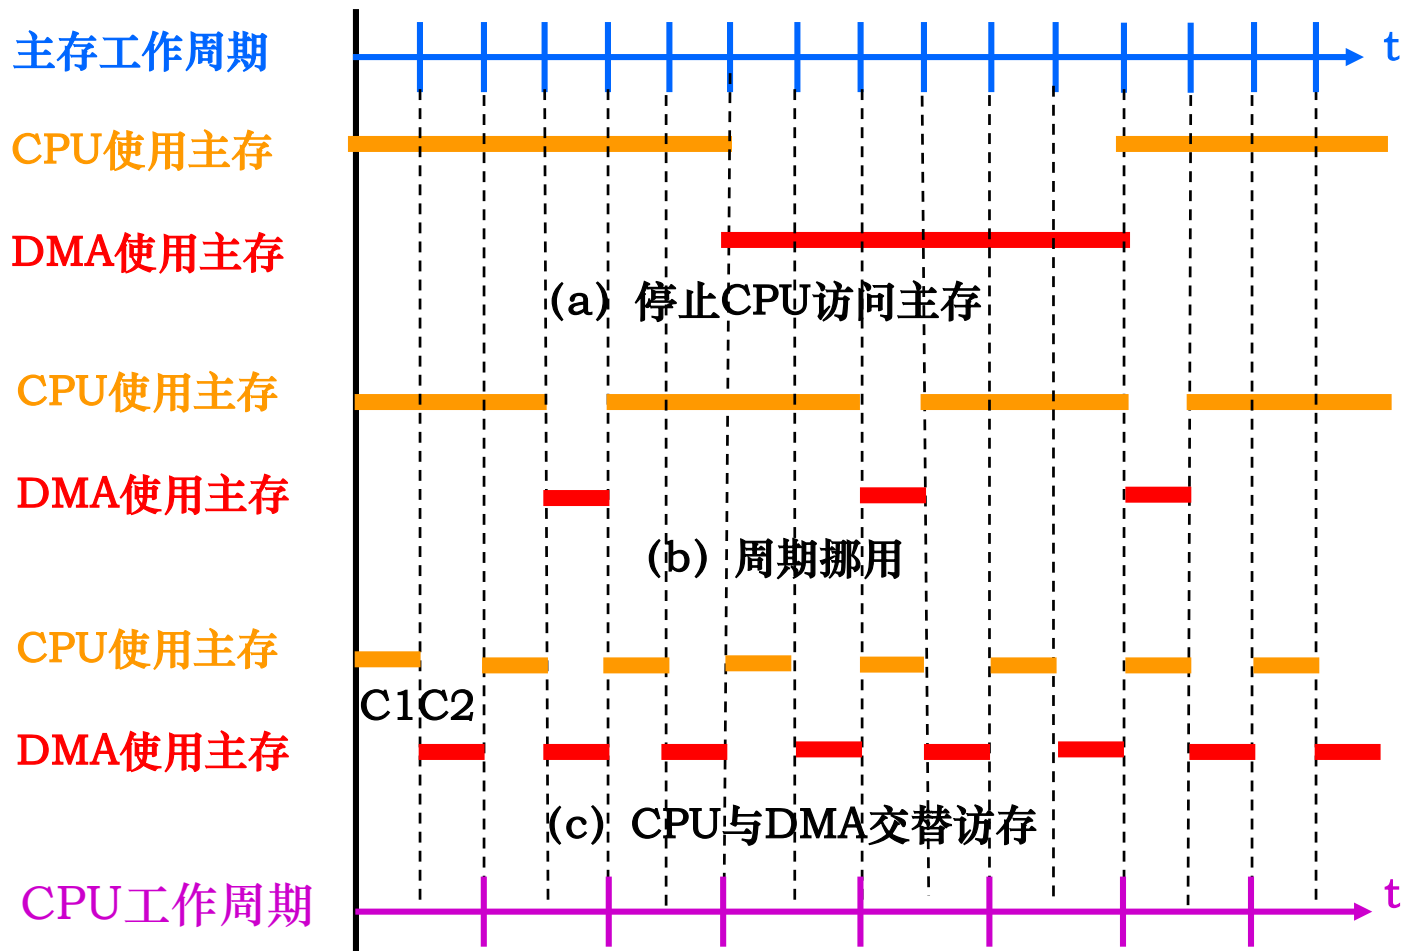 主存工作周期 t
CPU使用主存
DMA使用主存
(a) 停止CPU访问主存
CPU使用主存
DMA使用主存
(b) 周期挪用
CPU使用主存
C1C2
DMA使用主存
(c) CPU与DMA交替访存
CPU工作周期 t